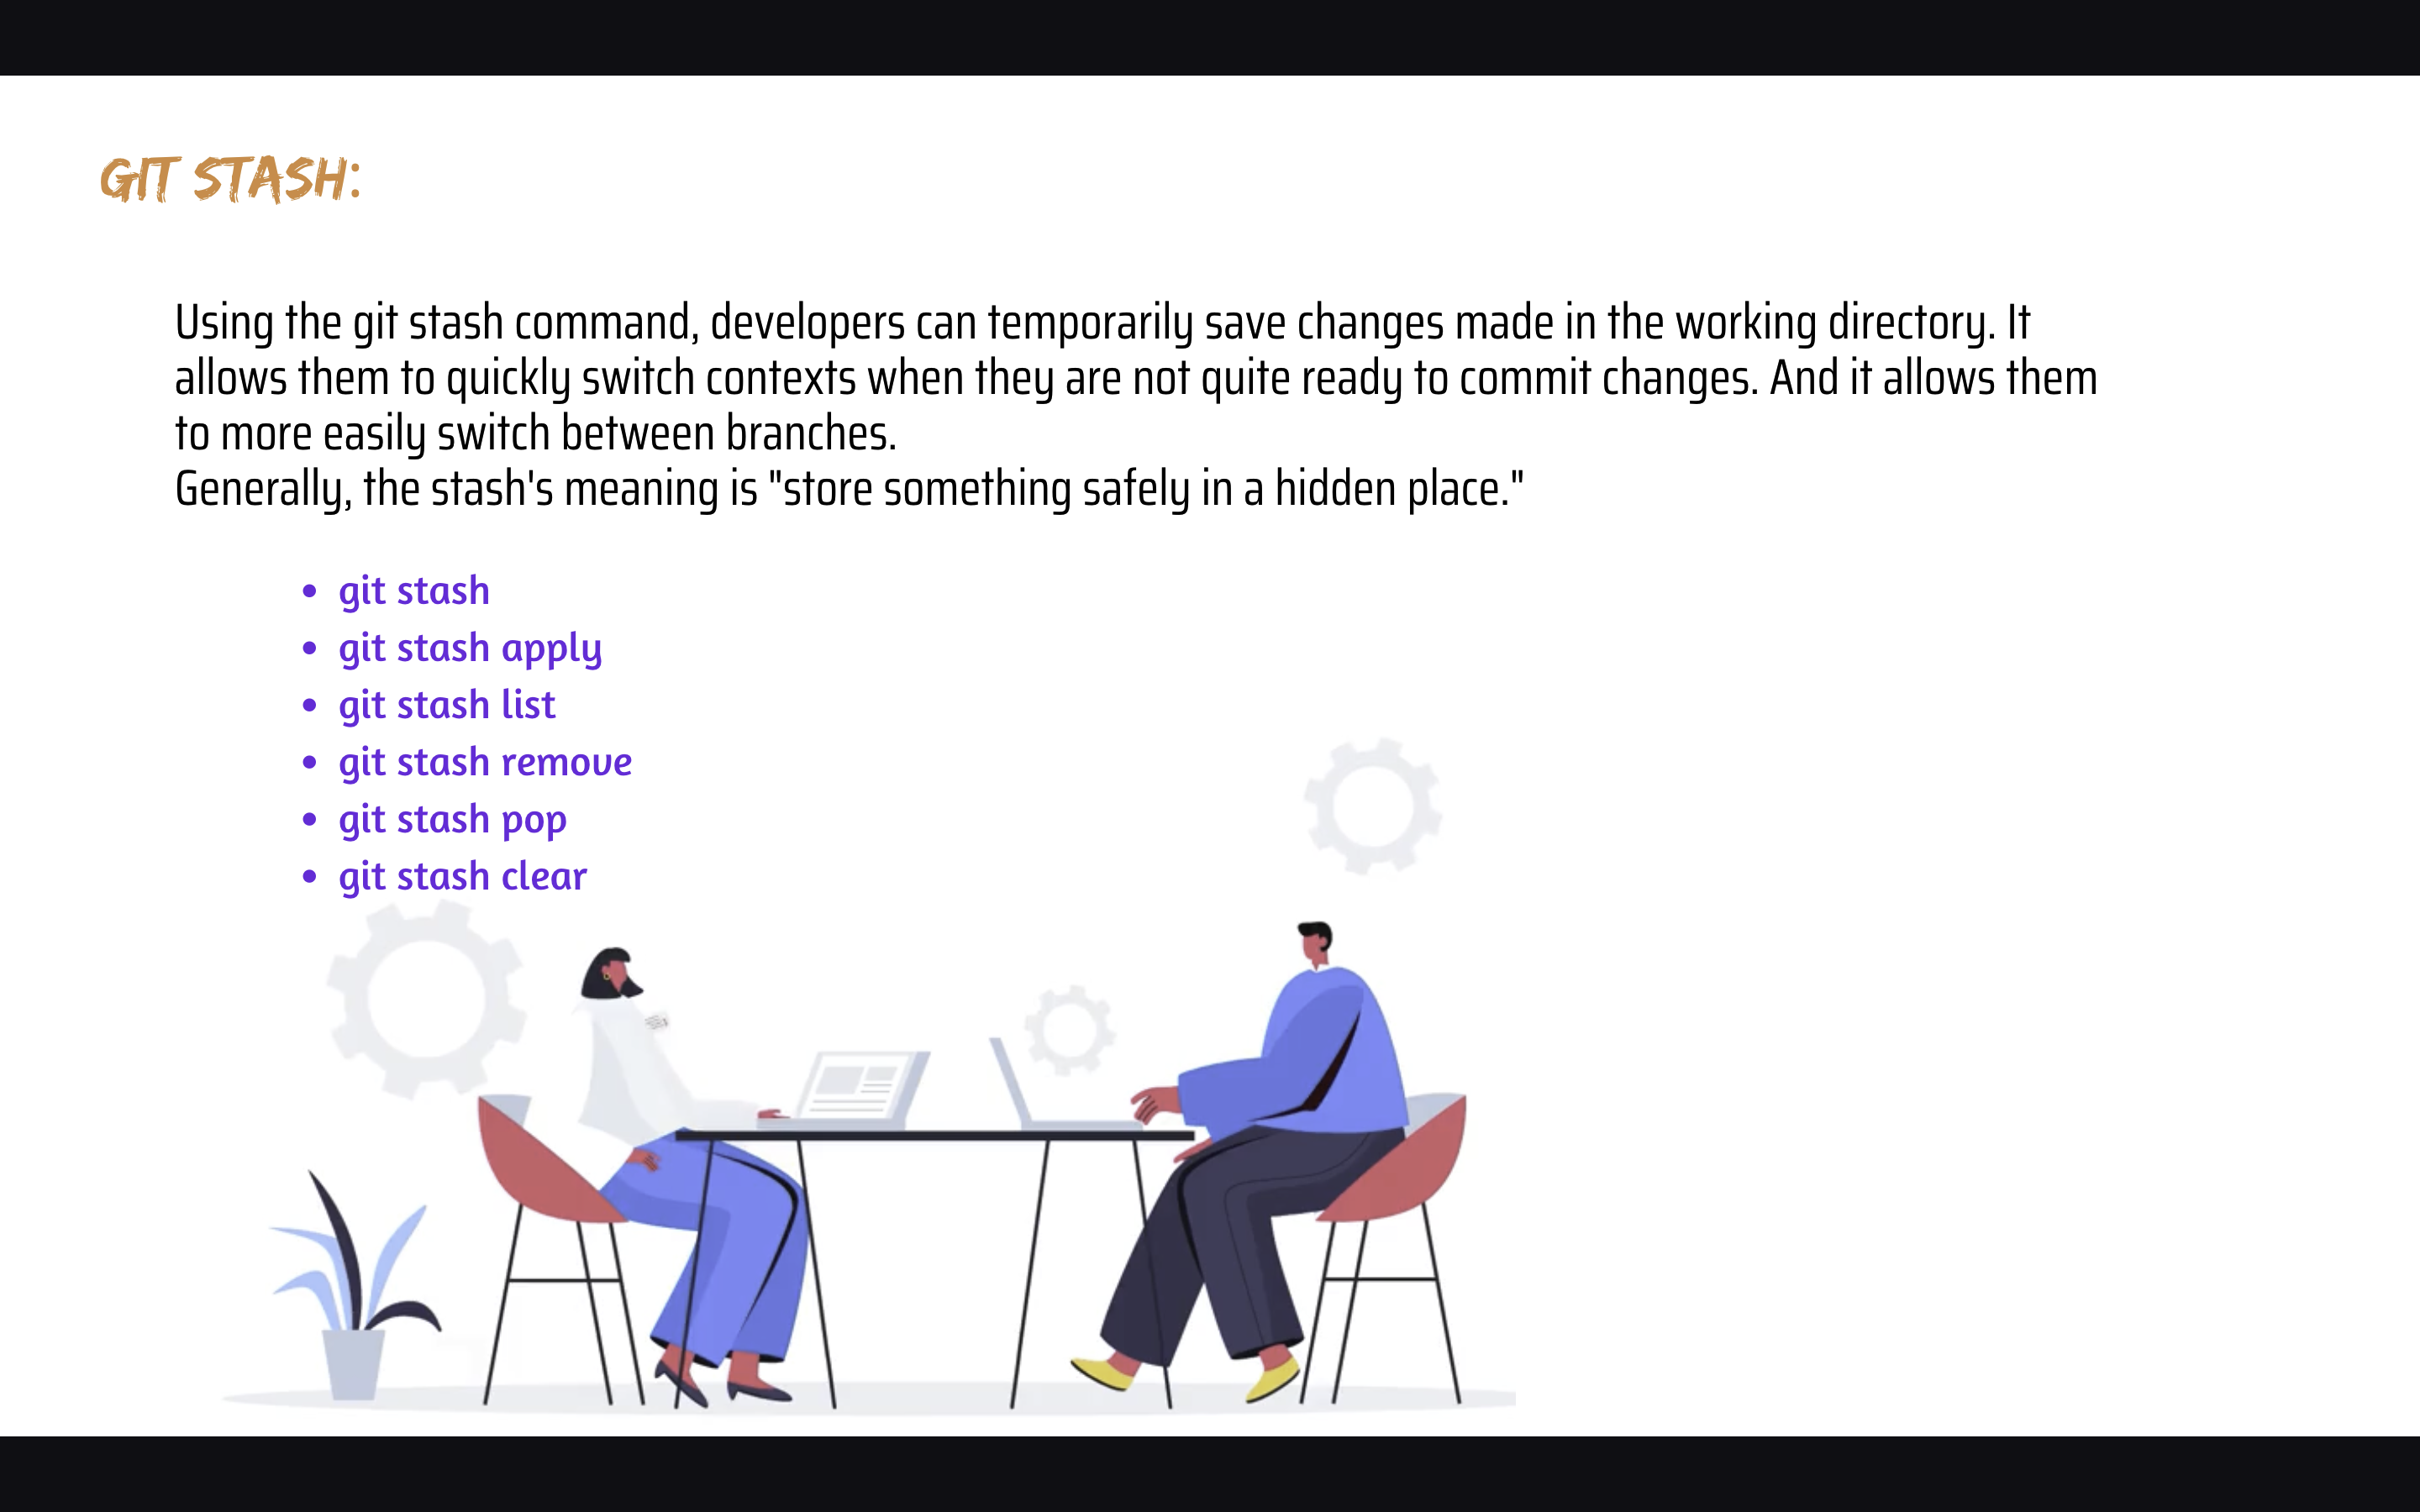 GIT STASH:
Using the git stash command, developers can temporarily save changes made in the working directory. It
allows them to quickly switch contexts when they are not quite ready to commit changes. And it allows them
to more easily switch between branches.
Generally, the stash's meaning is "store something safely in a hidden place."
• git stash
• git stash apply
• git stash list
• git stash remove
• git stash pop
• git stash clear